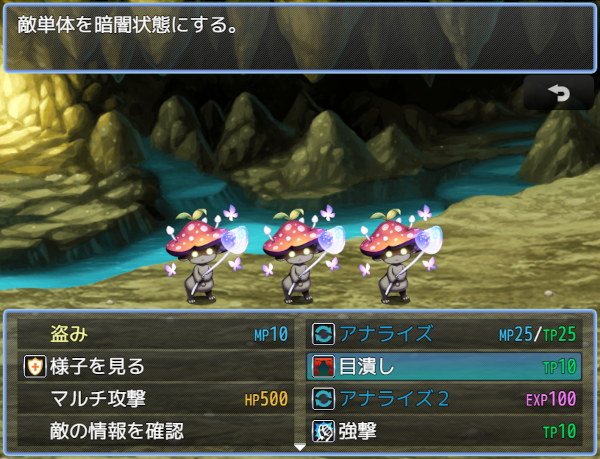 敵単体を暗闇状態にする。
盗み MP10
アナライズ MP25/TP25
様子を見る
目潰し TP10
マルチ攻撃 HP500
アナライズ２ EXP100
敵の情報を確認
強撃 TP10